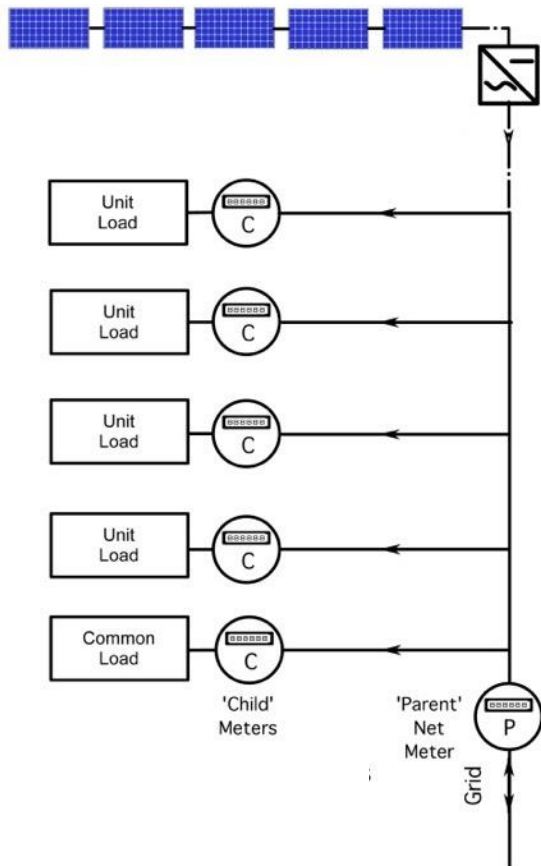 Unit
Load
C
Unit
Load
C
Unit
Load
C
Unit
Load
C
Common
Load
C
'Child'
Meters
'Parent'
Net
Meter
P
Grid